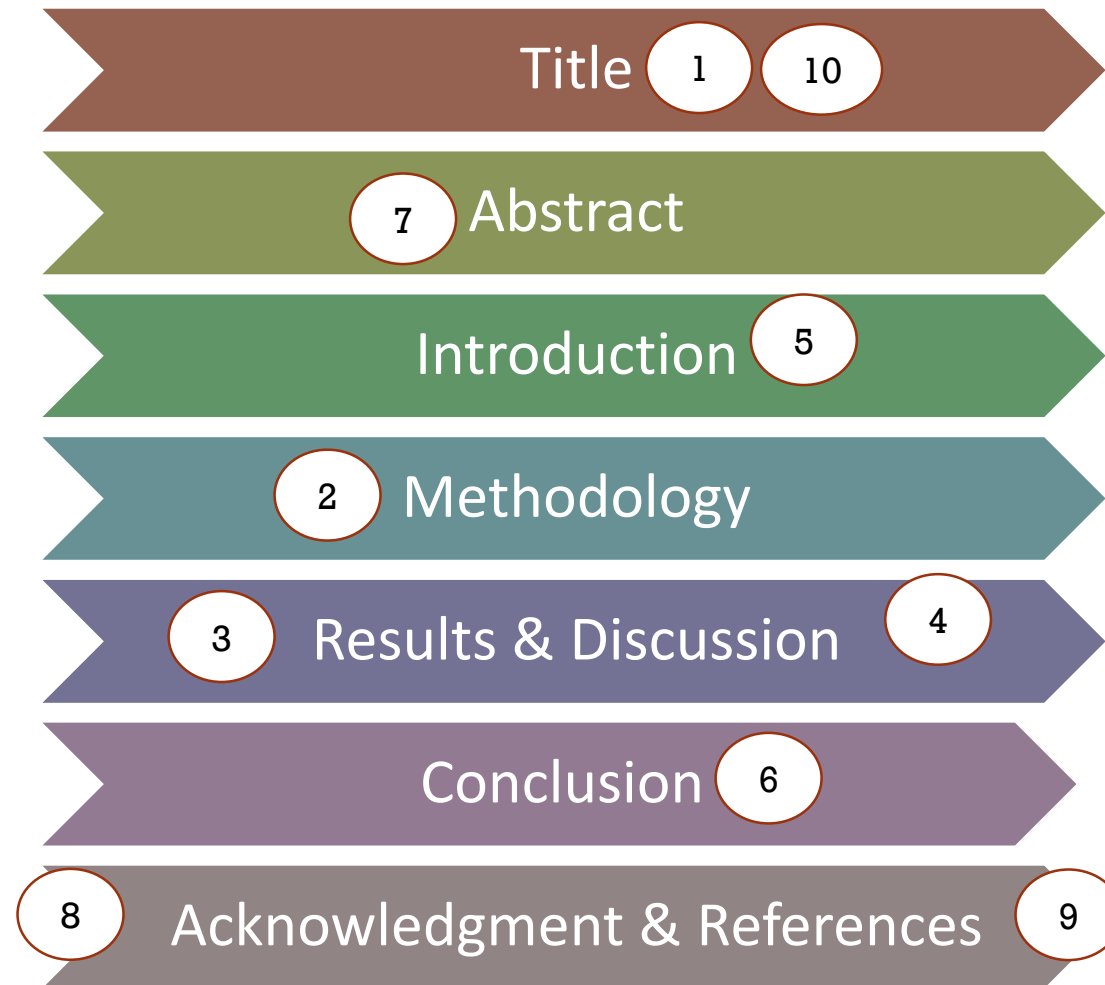 Title 1 10
7 Abstract
Introduction 5
2 Methodology
3 Results & Discussion 4
Conclusion 6
8 Acknowledgment & References 9